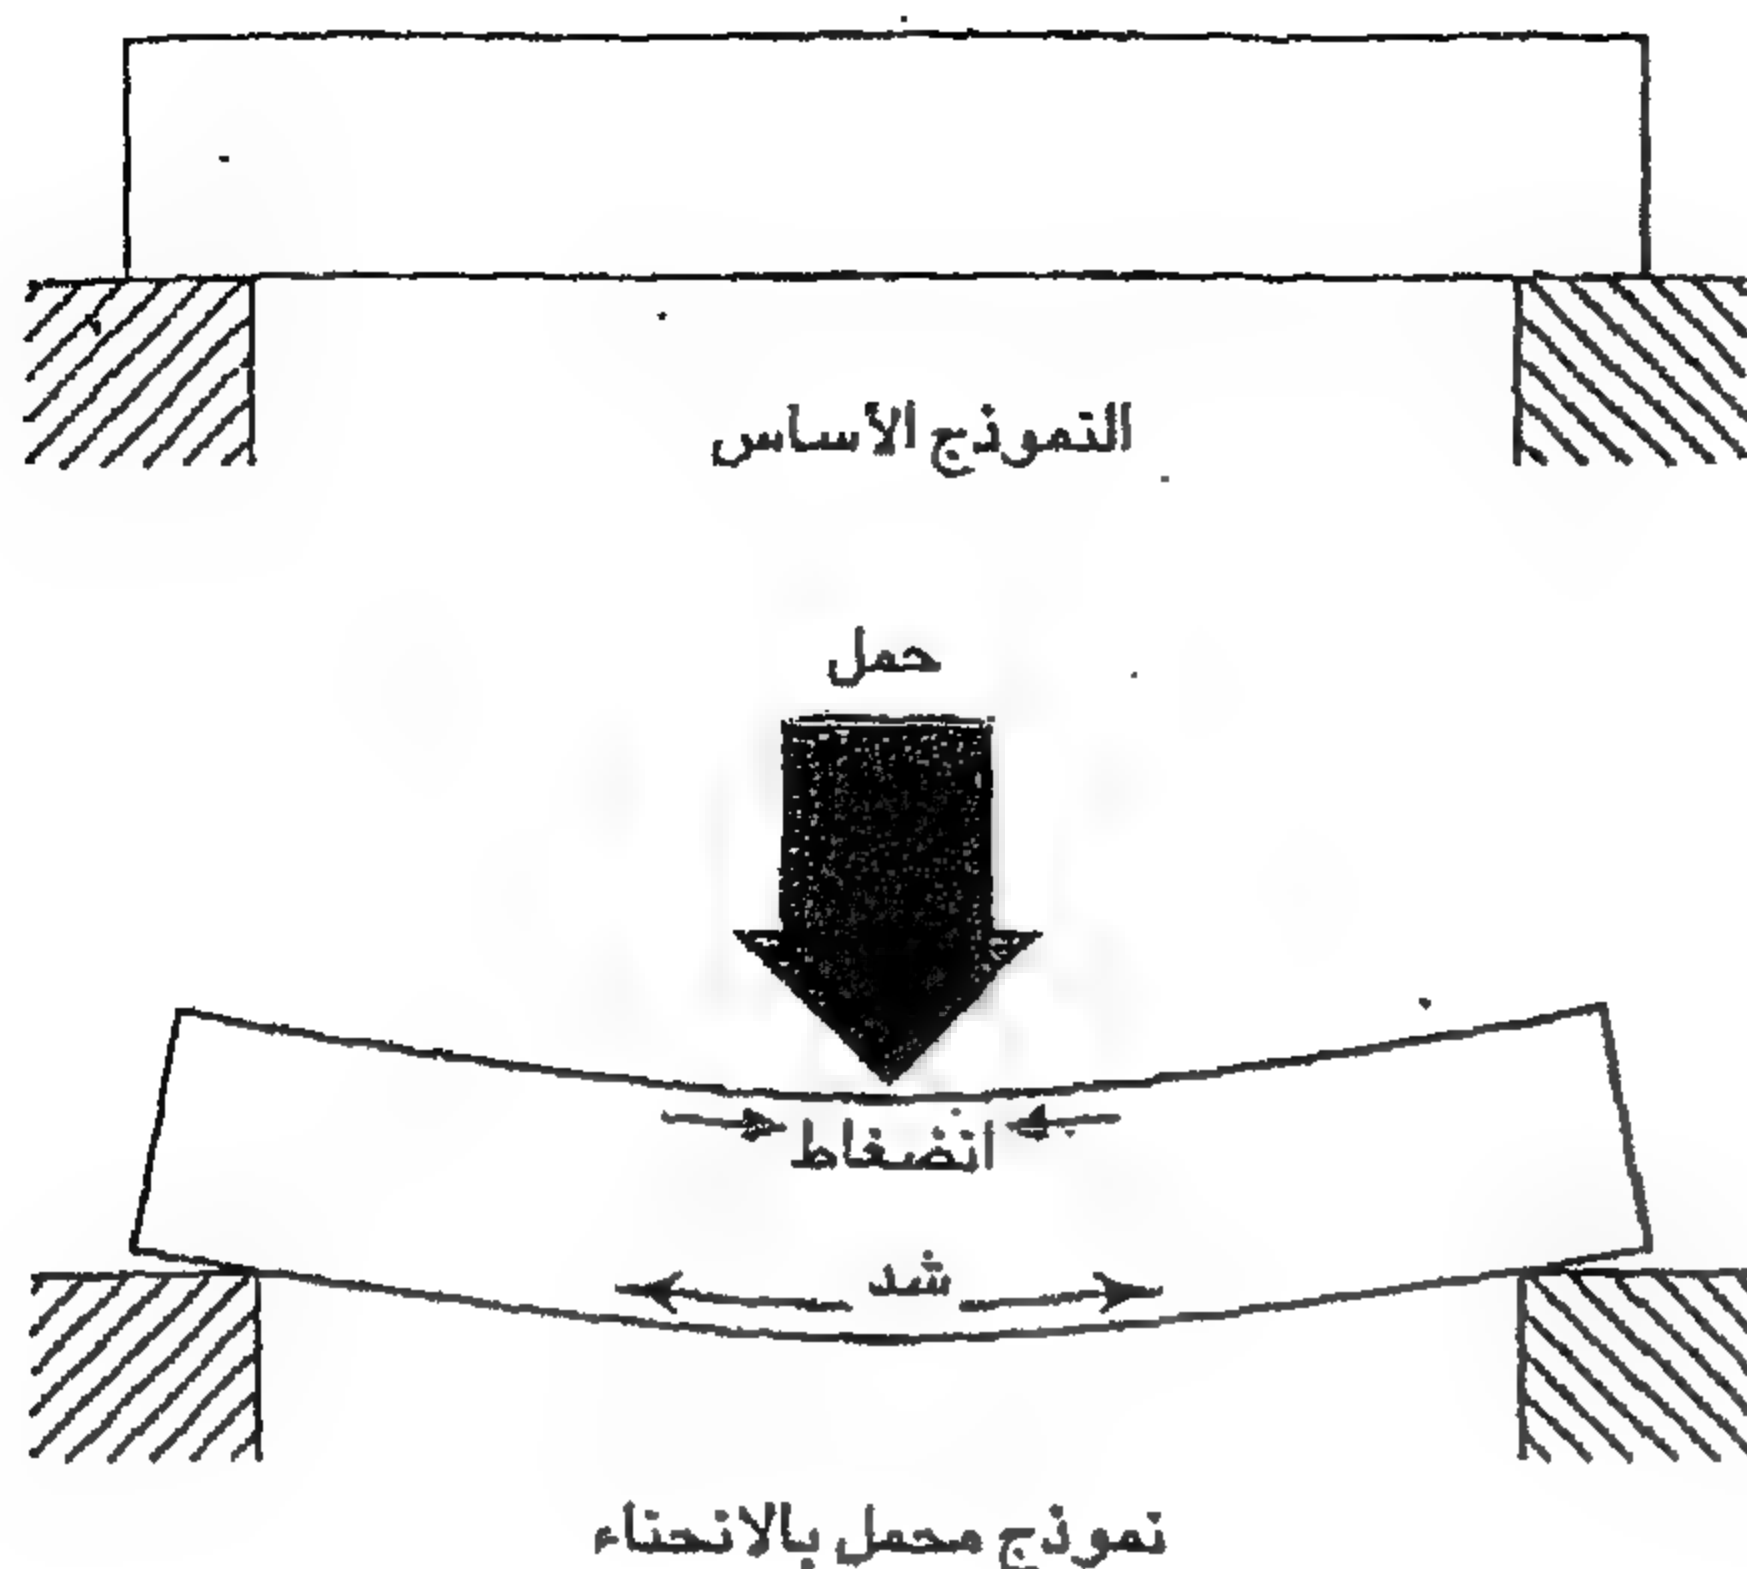 النموذج الأساس
حمل
انضغاط
شد
نموذج محمل بالانحناء